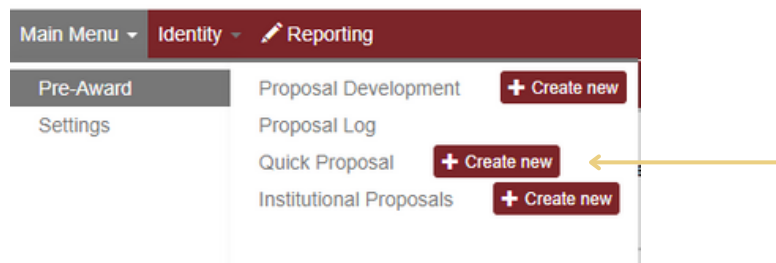 Main Menu Identity Reporting
Pre-Award Proposal Development + Create new
Settings Proposal Log
Quick Proposal + Create new
Institutional Proposals + Create new